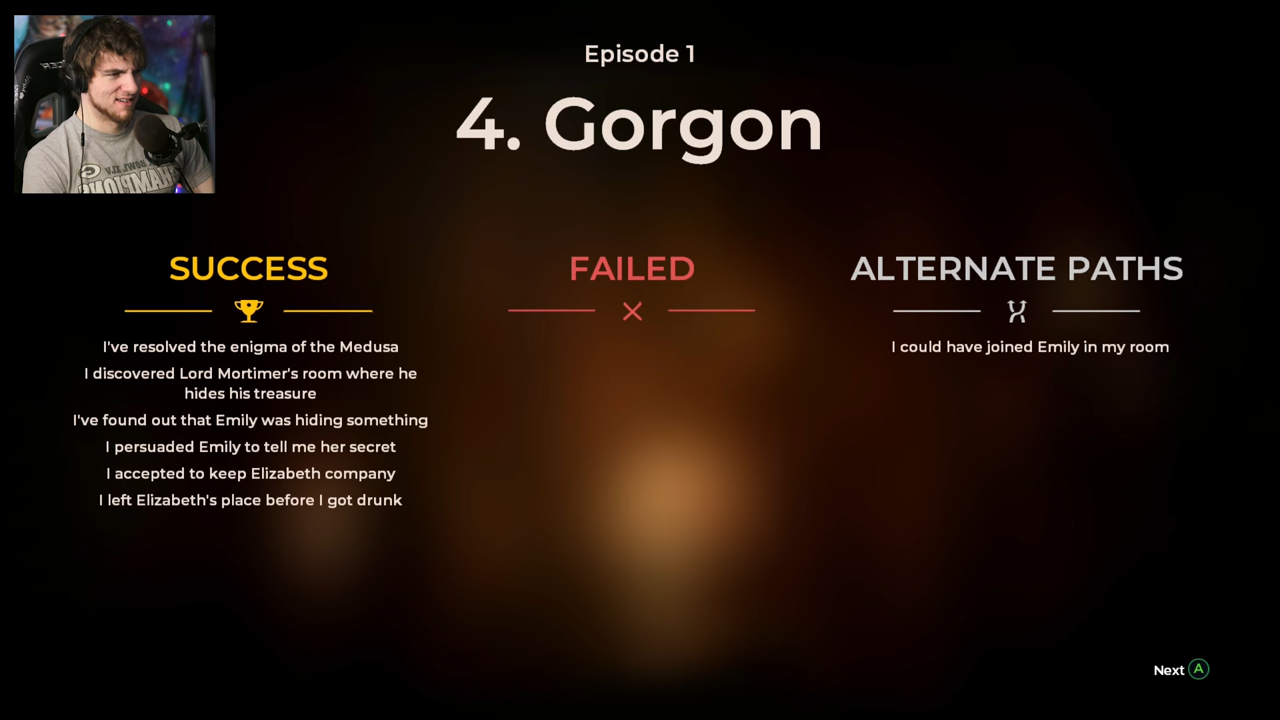 Episode 1
4. Gorgon
SUCCESS
I've resolved the enigma of the Medusa
I discovered Lord Mortimer's room where he
hides his treasure
I've found out that Emily was hiding something
I persuaded Emily to tell me her secret
I accepted to keep Elizabeth company
I left Elizabeth's place before I got drunk
FAILED
ALTERNATE PATHS
I could have joined Emily in my room
Next A